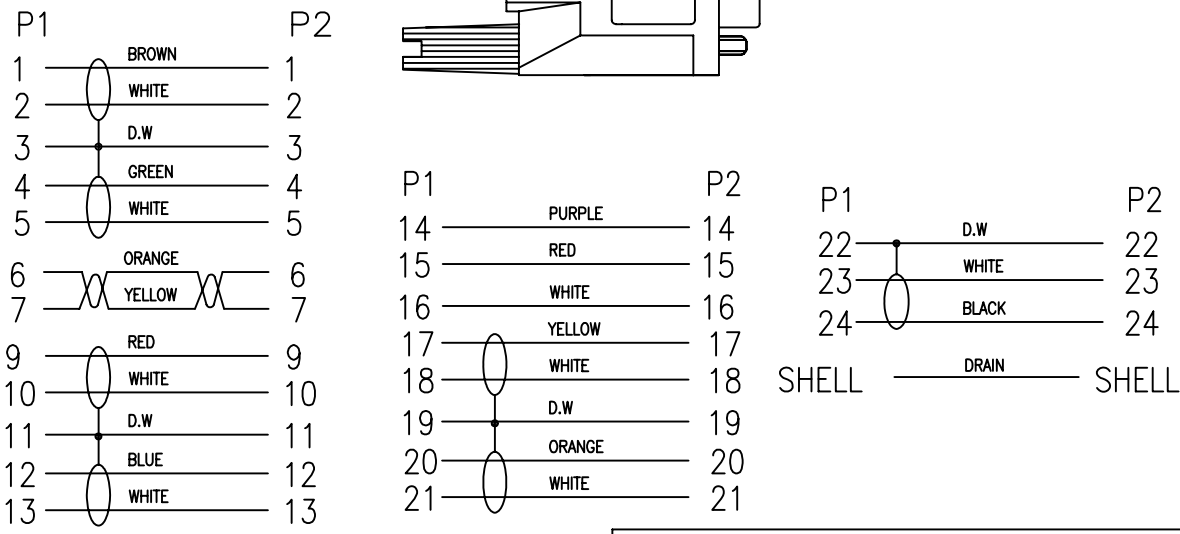 P1 P2
1 BROWN 1
2 WHITE 2
3 D.W 3
4 GREEN 4
5 WHITE 5
6 ORANGE 6
7 YELLOW 7
9 RED 9
10 WHITE 10
11 D.W 11
12 BLUE 12
13 WHITE 13
P1 P2
14 PURPLE 14
15 RED 15
16 WHITE 16
17 YELLOW 17
18 WHITE 18
19 D.W 19
20 ORANGE 20
21 WHITE 21
P1 P2
22 D.W 22
23 WHITE 23
24 BLACK 24
SHELL DRAIN SHELL